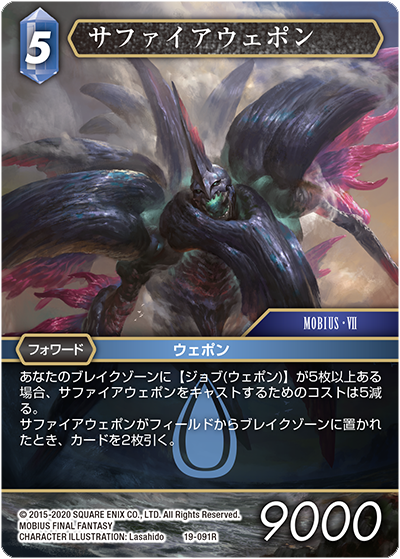 5
サファイアウェポン
MOBIUS・VII
フォワード
ウェポン
あなたのブレイクゾーンに【ジョブ(ウェポン)】が5枚以上ある
場合、サファイアウェポンをキャストするためのコストは5減
る。
サファイアウェポンがフィールドからブレイクゾーンに置かれ
たとき、カードを2枚引く。
© 2015-2020 SQUARE ENIX CO., LTD. All Rights Reserved.
MOBIUS FINAL FANTASY
CHARACTER ILLUSTRATION: Lasahido 19-091R
9000